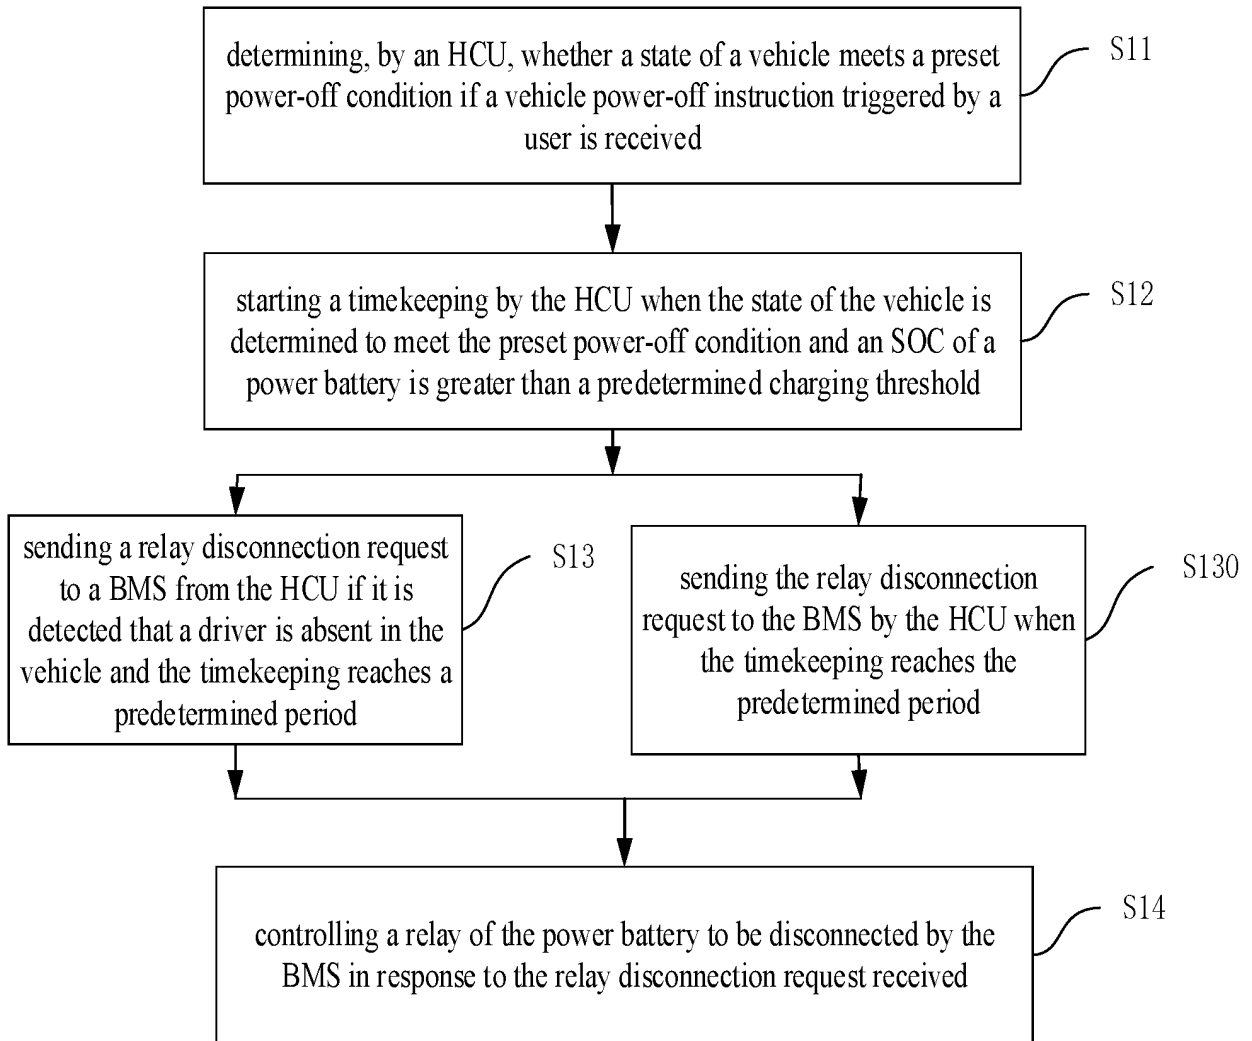 determining, by an HCU, whether a state of a vehicle meets a preset
power-off condition if a vehicle power-off instruction triggered by a
user is received
S11
starting a timekeeping by the HCU when the state of the vehicle is
determined to meet the preset power-off condition and an SOC of a
power battery is greater than a predetermined charging threshold
S12
sending a relay disconnection request
to a BMS from the HCU if it is
detected that a driver is absent in the
vehicle and the timekeeping reaches a
predetermined period
S13
sending the relay disconnection
request to the BMS by the HCU when
the timekeeping reaches the
predetermined period
S130
controlling a relay of the power battery to be disconnected by the
BMS in response to the relay disconnection request received
S14